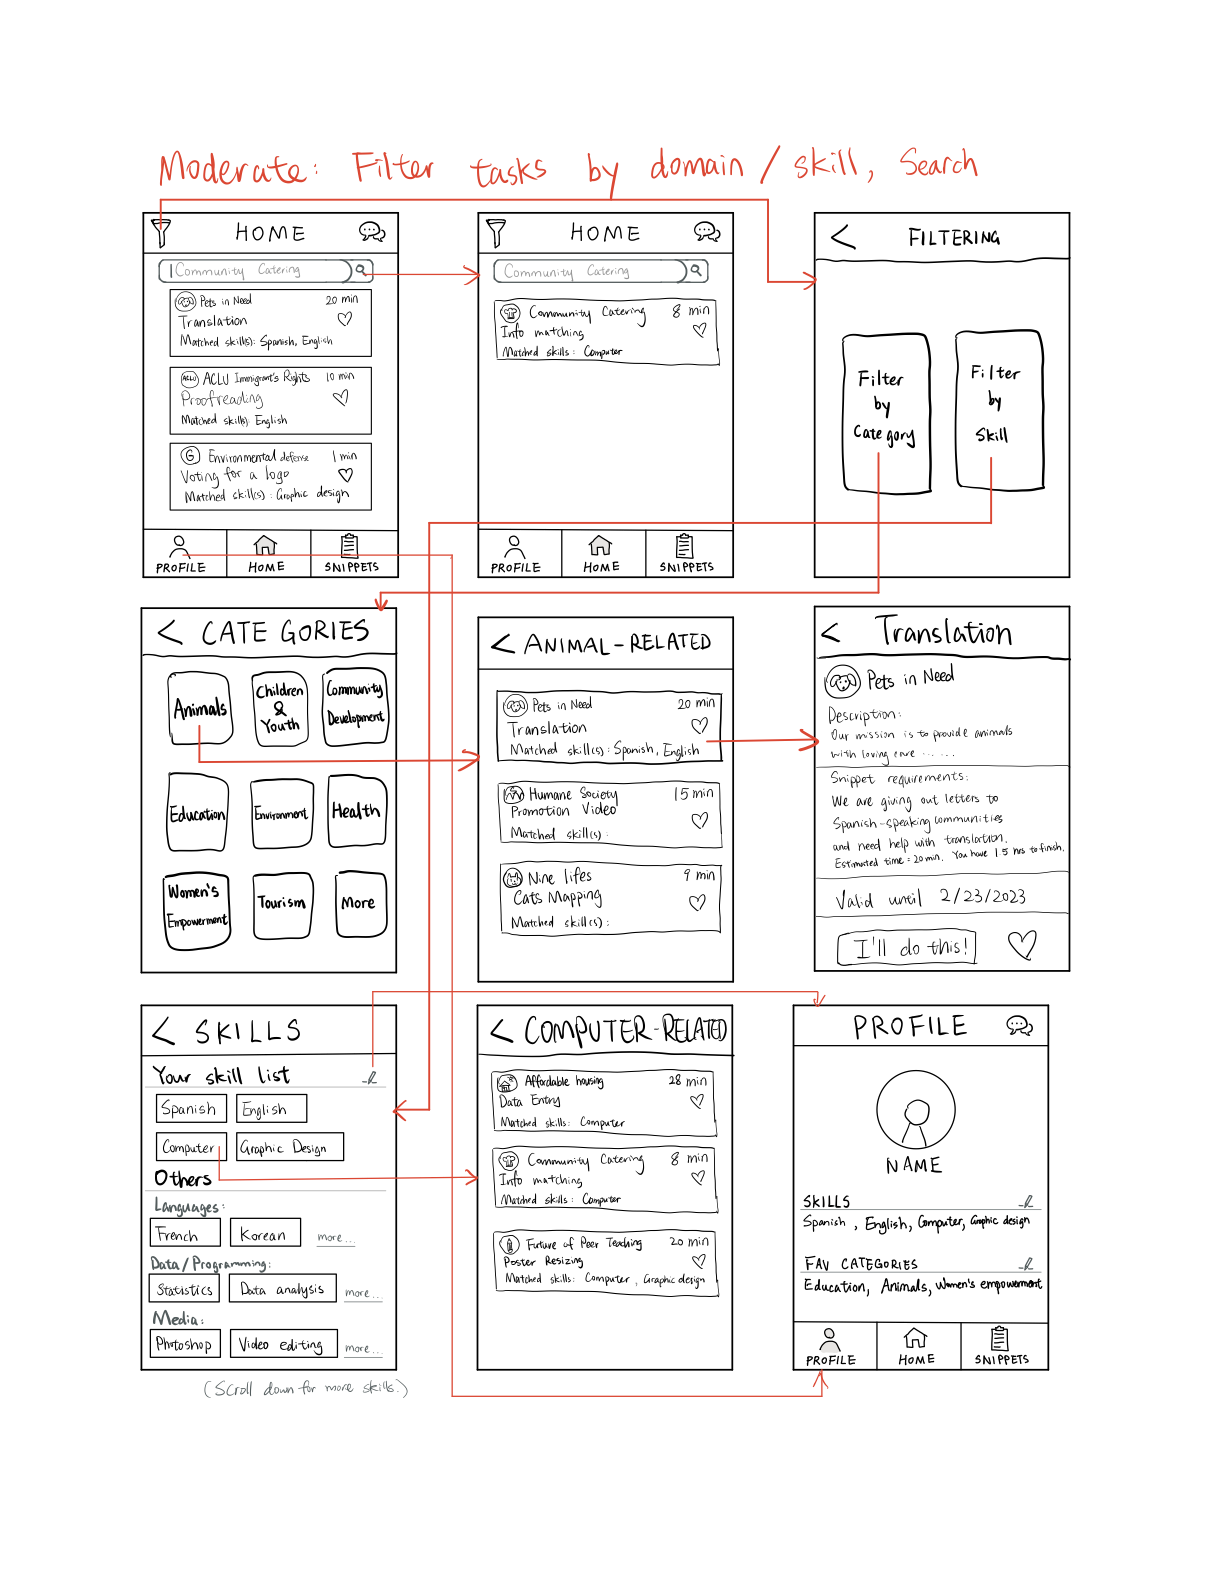 Moderate: Filter tasks by domain / skill, Search
HOME
Community Catering
Pets in Need 20 min
Translation
Matched skill(s): Spanish, English
ACLU ACLU Immigrant's Rights 10 min
Proofreading
Matched skill(s): English
G Environmental defense 1 min
Voting for a logo
Matched skill(s): Graphic design
PROFILE HOME SNIPPETS
HOME
Community Catering
Community Catering 8 min
Info matching
Matched skills: Computer
PROFILE HOME SNIPPETS
< FILTERING
Filter
by
Category
Filter
by
Skill
< CATEGORIES
Animals
Children
&
Youth
Community
Development
Education
Environment
Health
Women's
Empowerment
Tourism
More
< ANIMAL-RELATED
Pets in Need 20 min
Translation
Matched skill(s): Spanish, English
Humane Society 15 min
Promotion Video
Matched skill(s):
Nine lifes 9 min
Cats Mapping
Matched skill(s):
< Translation
Pets in Need
Description:
Our mission is to provide animals
with loving care ......
Snippet requirements:
We are giving out letters to
Spanish-speaking communities
and need help with translation.
Estimated time = 20 min. You have 15 hrs to finish.
Valid until 2/23/2023
I'll do this!
< SKILLS
Your skill list
Spanish English
Computer Graphic Design
Others
Languages:
French Korean more...
Data/Programming:
Statistics Data analysis more...
Media:
Photoshop Video editing more...
(Scroll down for more skills.)
< COMPUTER-RELATED
Affordable housing 28 min
Data Entry
Matched skills: Computer
Community Catering 8 min
Info matching
Matched skills: Computer
Future of Peer Teaching 20 min
Poster Resizing
Matched skills: Computer, Graphic design
PROFILE
NAME
SKILLS
Spanish, English, Computer, Graphic design
FAV CATEGORIES
Education, Animals, Women's empowerment
PROFILE HOME SNIPPETS